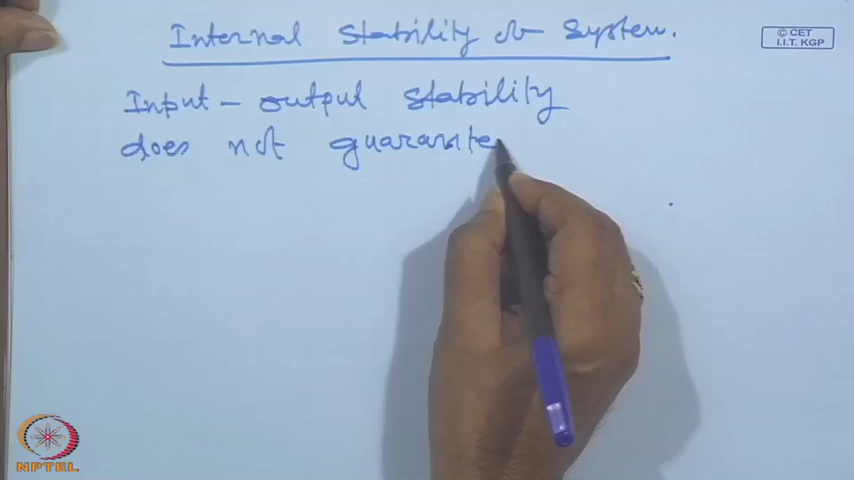 Internal Stability of System.
© CET
I.I.T. KGP
Input - output stability
does not guarante
NPTEL